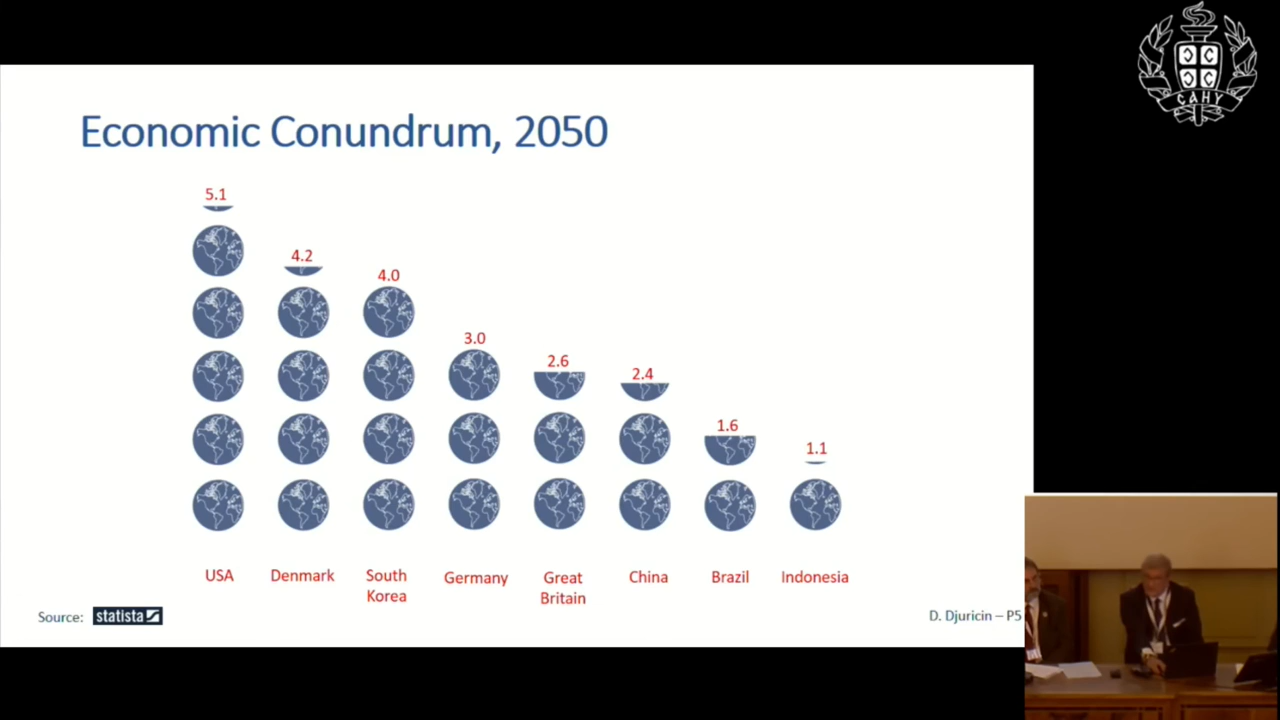 САНУ
Economic Conundrum, 2050
5.1
4.2
4.0
3.0
2.6
2.4
1.6
1.1
USA
Denmark
South
Korea
Germany
Great
Britain
China
Brazil
Indonesia
Source: statista
D. Djuricin – P5